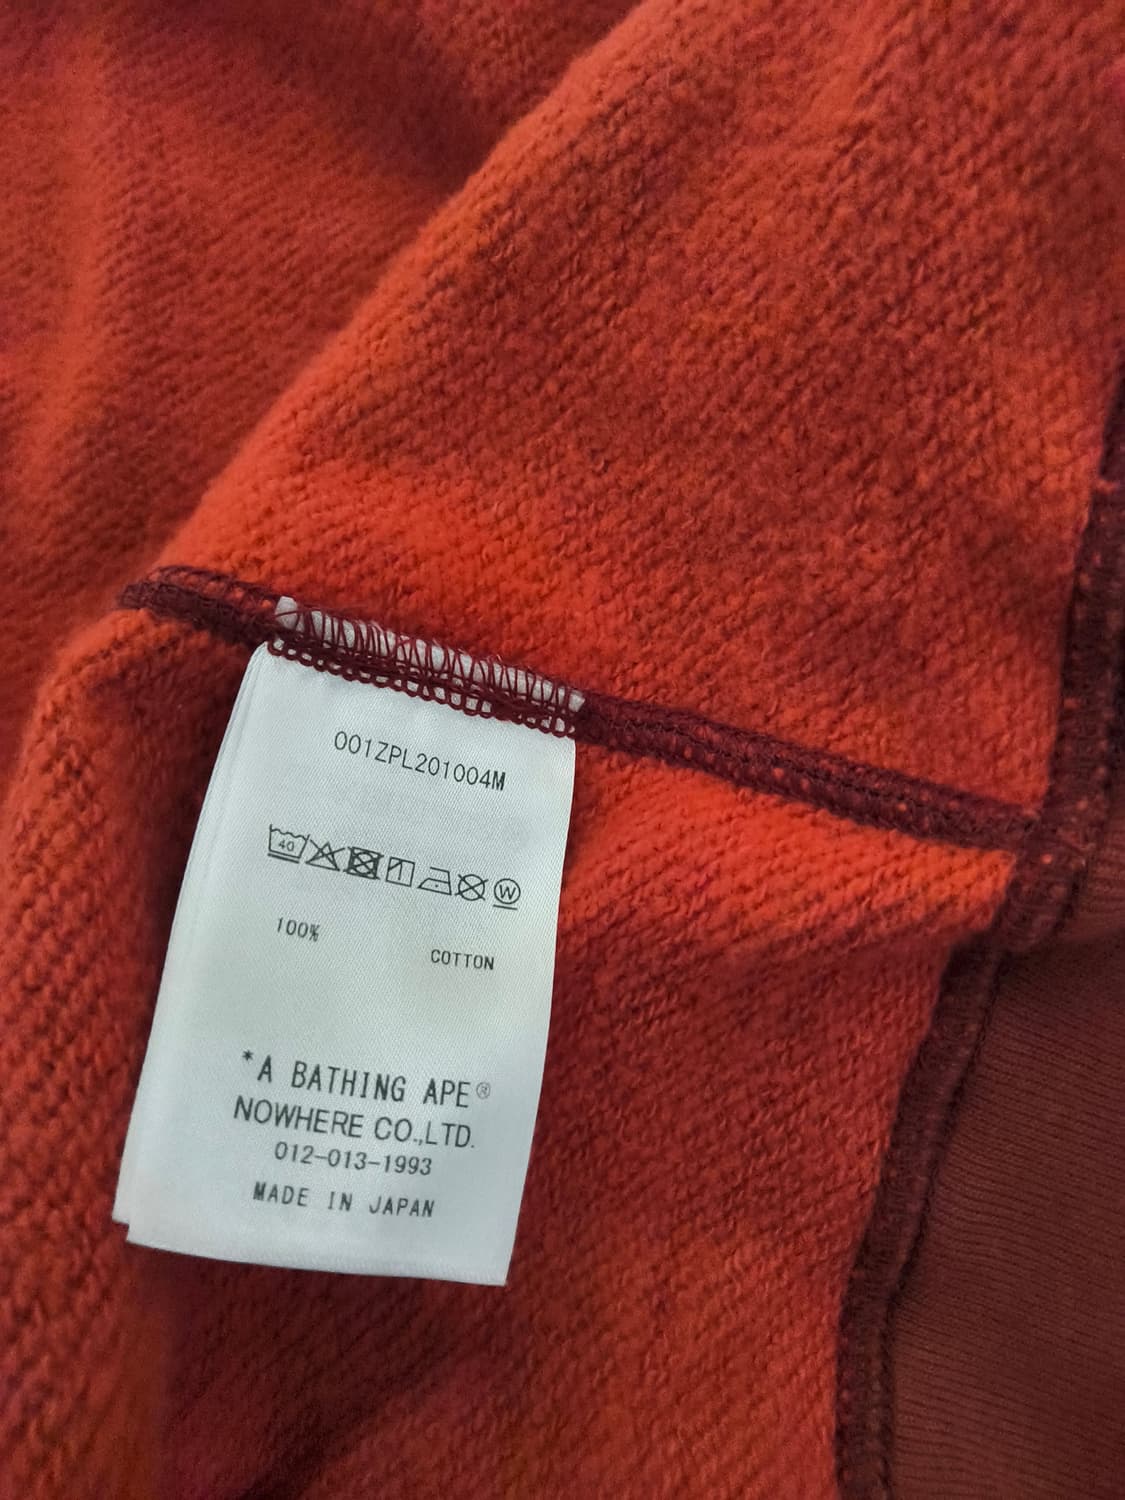 001ZPL201004M
40 W
100%
COTTON
*A BATHING APE®
NOWHERE CO.,LTD.
012-013-1993
MADE IN JAPAN